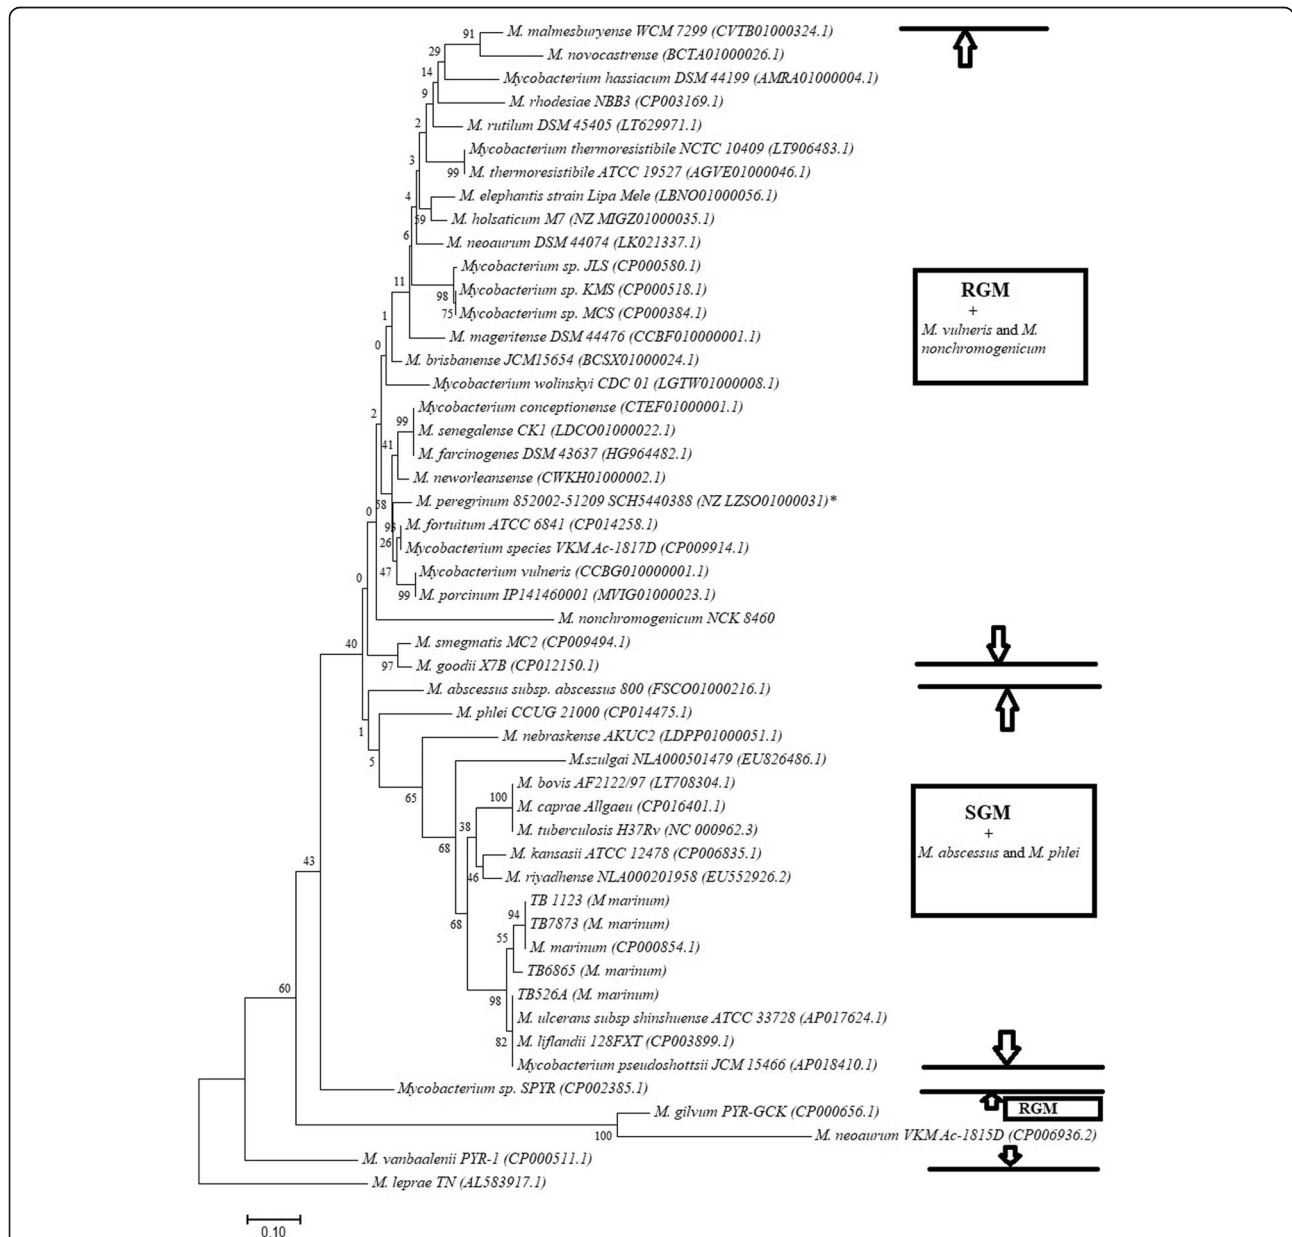 M. malmesburyense WCM 7299 (CVTB01000324.1)
91
M. novocastrense (BCTA01000026.1)
29
Mycobacterium hassiacum DSM 44199 (AMRA01000004.1)
14
M. rhodesiae NBB3 (CP003169.1)
9
M. rutilum DSM 45405 (LT629971.1)
2
Mycobacterium thermoresistibile NCTC 10409 (LT906483.1)
3
M. thermoresistibile ATCC 19527 (AGVE01000046.1)
99
M. elephantis strain Lipa Mele (LBNO01000056.1)
4
M. holsaticum M7 (NZ MIGZ01000035.1)
59
6
M. neoaurum DSM 44074 (LK021337.1)
Mycobacterium sp. JLS (CP000580.1)
11
Mycobacterium sp. KMS (CP000518.1)
98
Mycobacterium sp. MCS (CP000384.1)
75
1
M. mageritense DSM 44476 (CCBF010000001.1)
0
M. brisbanense JCM15654 (BCSX01000024.1)
Mycobacterium wolinskyi CDC 01 (LGTW01000008.1)
RGM
+
M. vulneris and M.
nonchromogenicum
Mycobacterium conceptionense (CTEF01000001.1)
2
99
M. senegalense CK1 (LDCO01000022.1)
41
M. farcinogenes DSM 43637 (HG964482.1)
M. neworleansense (CWKH01000002.1)
M. peregrinum 852002-51209 SCH5440388 (NZ LZSO01000031)*
58
0
M. fortuitum ATCC 6841 (CP014258.1)
26
Mycobacterium species VKM Ac-1817D (CP009914.1)
Mycobacterium vulneris (CCBG010000001.1)
47
0
M. porcinum IP141460001 (MVIG01000023.1)
99
M. nonchromogenicum NCK 8460
M. smegmatis MC2 (CP009494.1)
40
M. goodii X7B (CP012150.1)
97
M. abscessus subsp. abscessus 800 (FSCO01000216.1)
M. phlei CCUG 21000 (CP014475.1)
1
M. nebraskense AKUC2 (LDPP01000051.1)
5
M.szulgai NLA000501479 (EU826486.1)
M. bovis AF2122/97 (LT708304.1)
65
100
M. caprae Allgaeu (CP016401.1)
M. tuberculosis H37Rv (NC 000962.3)
38
68
M. kansasii ATCC 12478 (CP006835.1)
M. riyadhense NLA000201958 (EU552926.2)
46
SGM
+
M. abscessus and M. phlei
43
TB 1123 (M marinum)
94
TB7873 (M. marinum)
68
55
M. marinum (CP000854.1)
TB6865 (M. marinum)
60
TB526A (M. marinum)
98
M. ulcerans subsp shinshuense ATCC 33728 (AP017624.1)
M. liflandii 128FXT (CP003899.1)
82
Mycobacterium pseudoshottsii JCM 15466 (AP018410.1)
Mycobacterium sp. SPYR (CP002385.1)
M. gilvum PYR-GCK (CP000656.1)
RGM
100
M. neoaurum VKM Ac-1815D (CP006936.2)
M. vanbaalenii PYR-1 (CP000511.1)
M. leprae TN (AL583917.1)
0.10